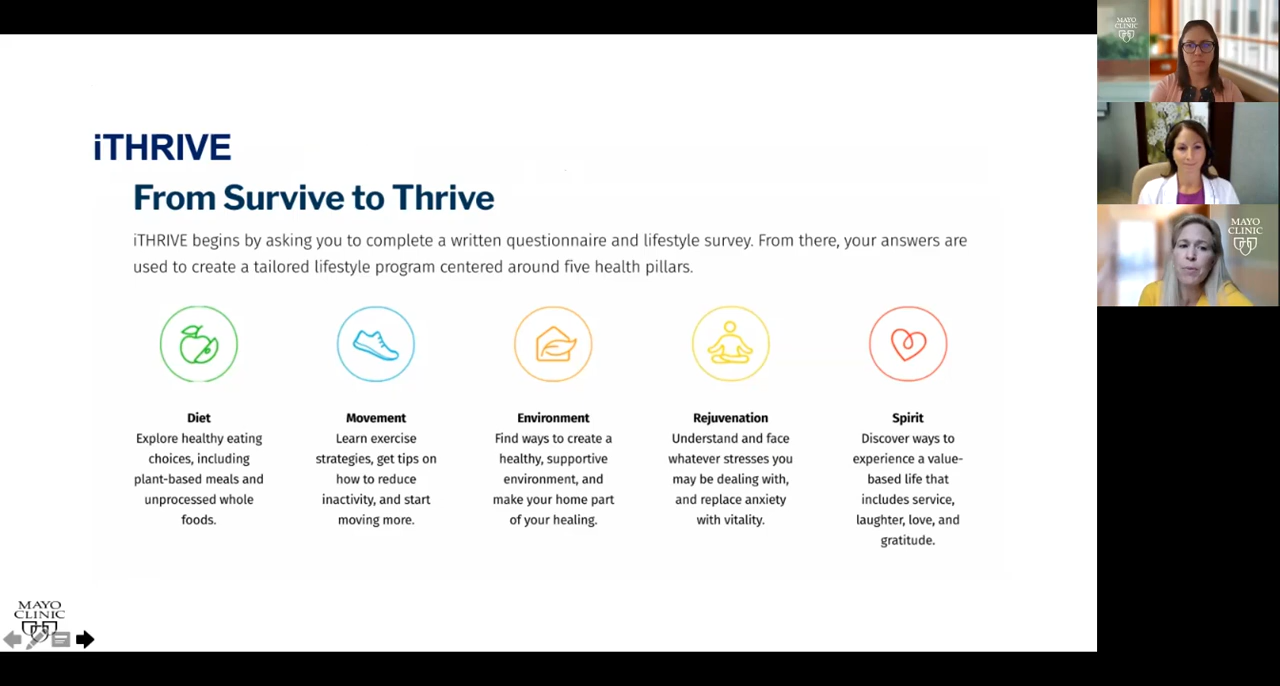 iTHRIVE
From Survive to Thrive
iTHRIVE begins by asking you to complete a written questionnaire and lifestyle survey. From there, your answers are
used to create a tailored lifestyle program centered around five health pillars.
Diet
Explore healthy eating
choices, including
plant-based meals and
unprocessed whole
foods.
Movement
Learn exercise
strategies, get tips on
how to reduce
inactivity, and start
moving more.
Environment
Find ways to create a
healthy, supportive
environment, and
make your home part
of your healing.
Rejuvenation
Understand and face
whatever stresses you
may be dealing with,
and replace anxiety
with vitality.
Spirit
Discover ways to
experience a value-
based life that
includes service,
laughter, love, and
gratitude.
MAYO
CLINIC
MAYO
CLINIC
MAYO
CLINIC